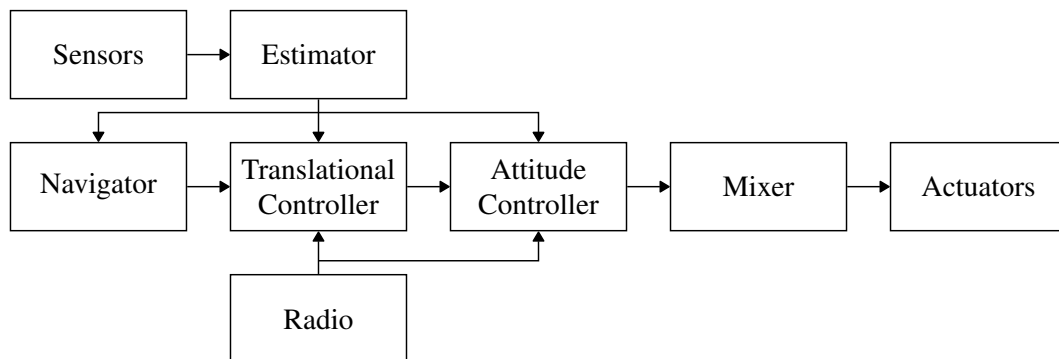 Sensors
Estimator
Navigator
Translational
Controller
Attitude
Controller
Mixer
Actuators
Radio